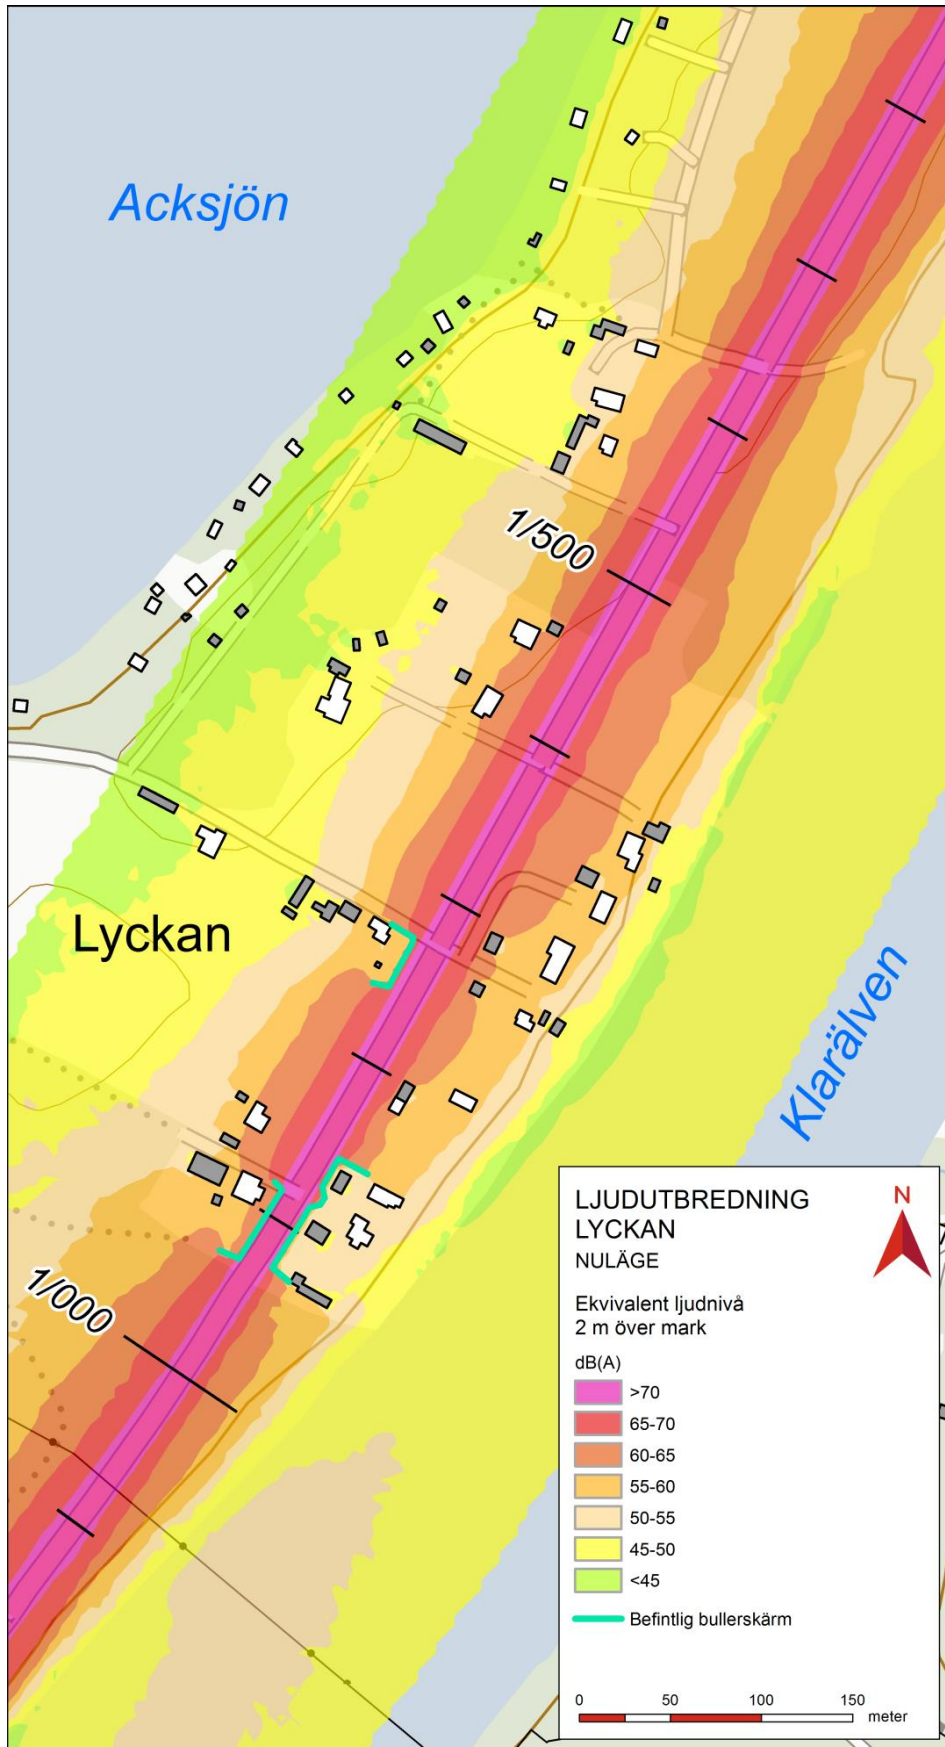 Acksjön
1/500
Lyckan
Klarälven
1/000
LJUDUTBREDNING
LYCKAN
NULÄGE
N
Ekvivalent ljudnivå
2 m över mark
dB(A)
>70
65-70
60-65
55-60
50-55
45-50
<45
Befintlig bullerskärm
0 50 100 150
meter